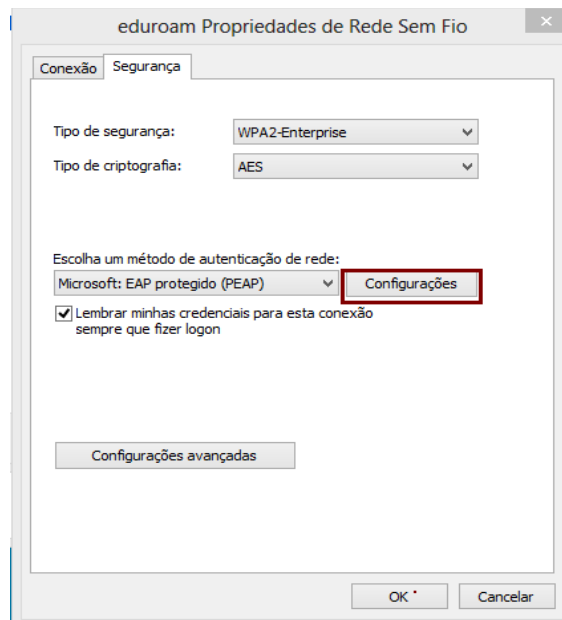 eduroam Propriedades de Rede Sem Fio
Conexão Segurança
Tipo de segurança: WPA2-Enterprise
Tipo de criptografia: AES
Escolha um método de autenticação de rede:
Microsoft: EAP protegido (PEAP) Configurações
Lembrar minhas credenciais para esta conexão
sempre que fizer logon
Configurações avançadas
OK Cancelar